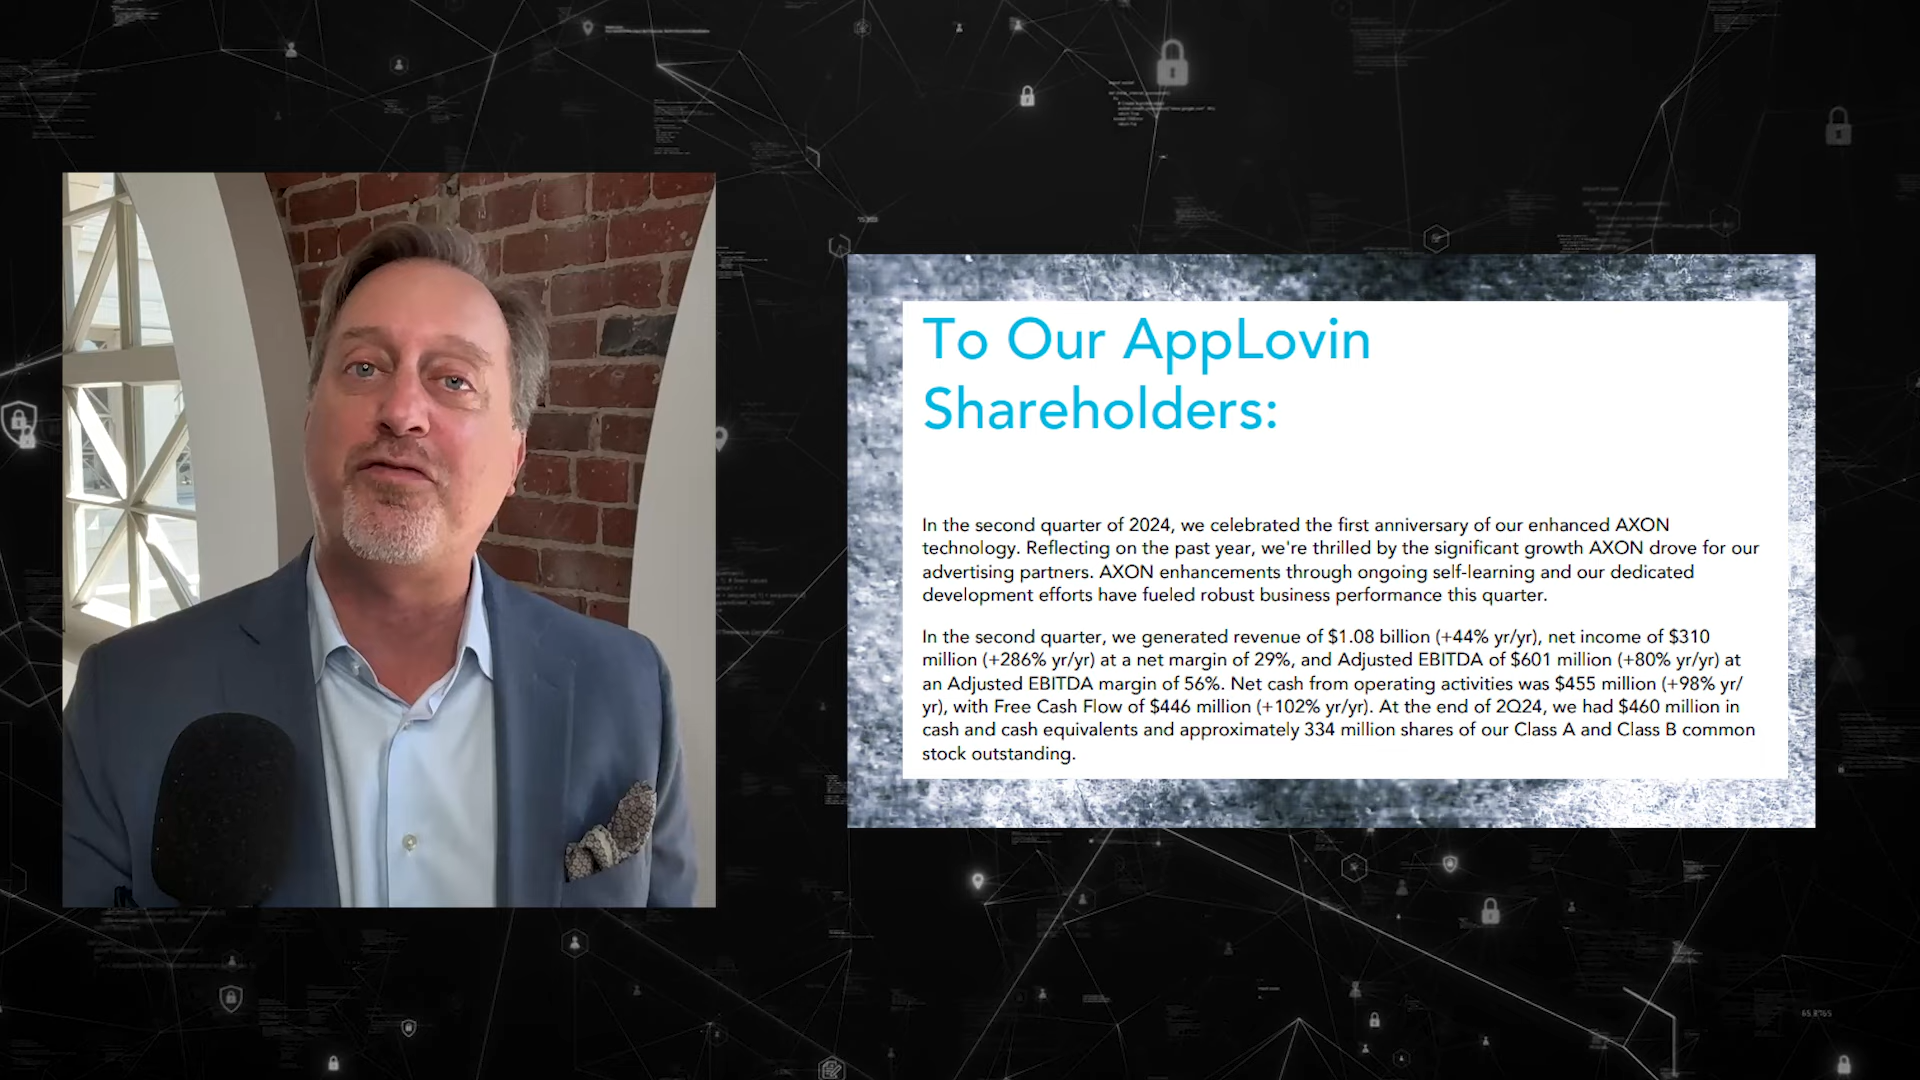 To Our AppLovin
Shareholders:
In the second quarter of 2024, we celebrated the first anniversary of our enhanced AXON
technology. Reflecting on the past year, we're thrilled by the significant growth AXON drove for our
advertising partners. AXON enhancements through ongoing self-learning and our dedicated
development efforts have fueled robust business performance this quarter.
In the second quarter, we generated revenue of $1.08 billion (+44% yr/yr), net income of $310
million (+286% yr/yr) at a net margin of 29%, and Adjusted EBITDA of $601 million (+80% yr/yr) at
an Adjusted EBITDA margin of 56%. Net cash from operating activities was $455 million (+98% yr/
yr), with Free Cash Flow of $446 million (+102% yr/yr). At the end of 2Q24, we had $460 million in
cash and cash equivalents and approximately 334 million shares of our Class A and Class B common
stock outstanding.